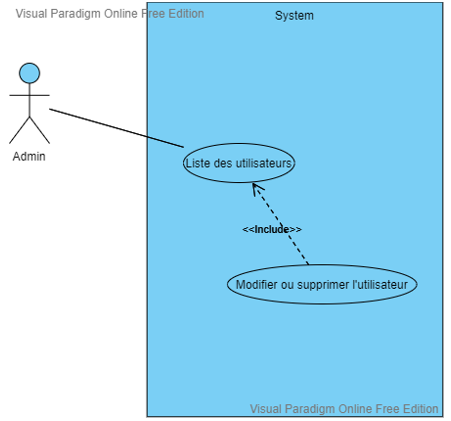 Visual Paradigm Online Free Edition
System
Admin
Liste des utilisateurs
<<Include>>
Modifier ou supprimer l'utilisateur
Visual Paradigm Online Free Edition